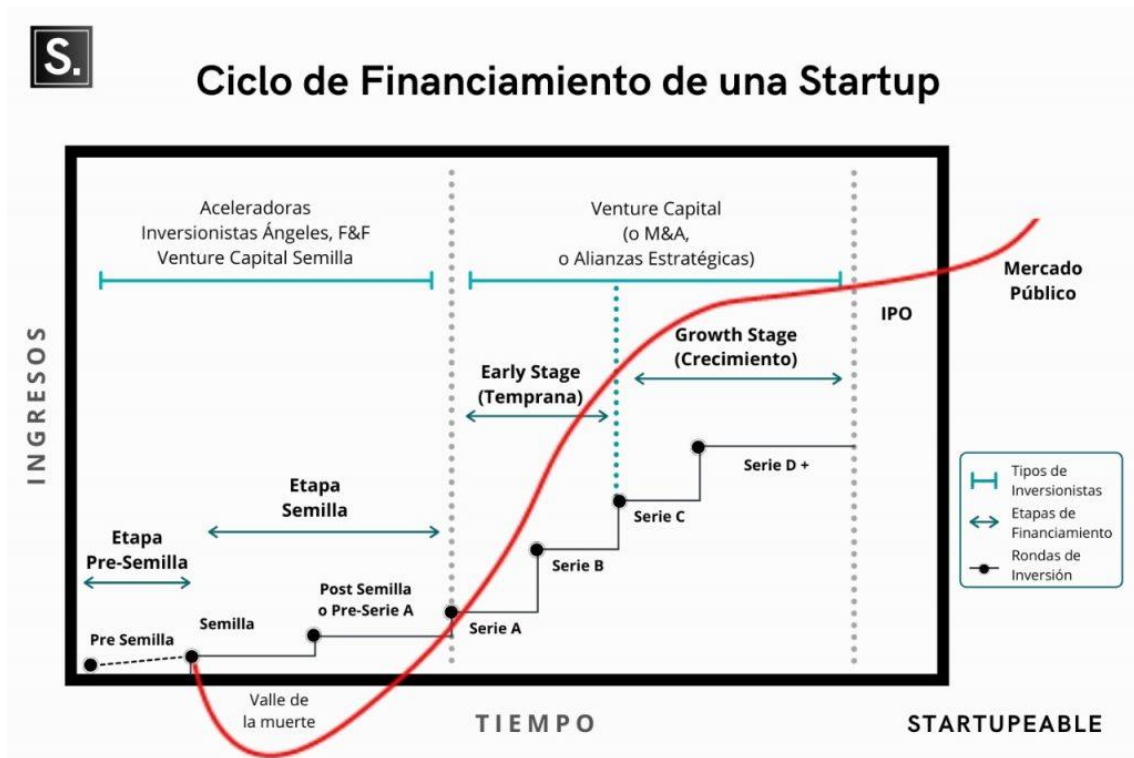 S.
Ciclo de Financiamiento de una Startup
Aceleradoras
Inversionistas Ángeles, F&F
Venture Capital Semilla
Venture Capital
(o M&A,
o Alianzas Estratégicas)
Mercado
Público
IPO
Growth Stage
(Crecimiento)
Early Stage
(Temprana)
INGRESOS
Serie D +
Etapa
Semilla
Serie C
Etapa
Pre-Semilla
Serie B
Post Semilla
o Pre-Serie A
Semilla
Serie A
Pre Semilla
Tipos de
Inversionistas
Etapas de
Financiamiento
Rondas de
Inversión
Valle de
la muerte
TIEMPO
STARTUPEABLE